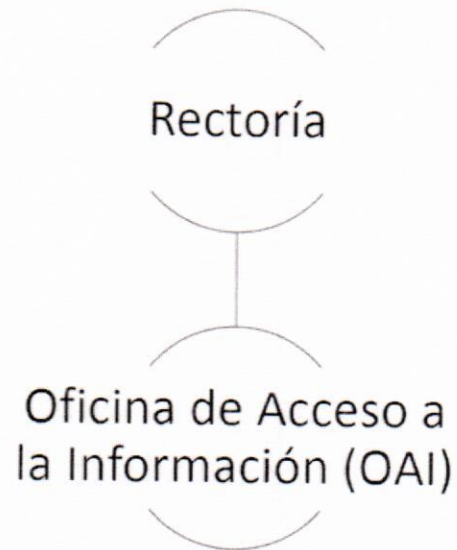 Rectoría
Oficina de Acceso a
la Información (OAI)